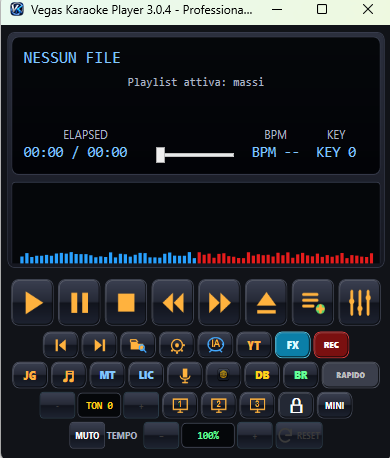 Vegas Karaoke Player 3.0.4 - Professiona...
NESSUN FILE
Playlist attiva: massi
ELAPSED BPM KEY
00:00 / 00:00 BPM -- KEY 0
IA YT FX REC
JG MT LIC DB BR RAPIDO
- TON 0 + 1 2 3 MINI
MUTO TEMPO - 100% + RESET